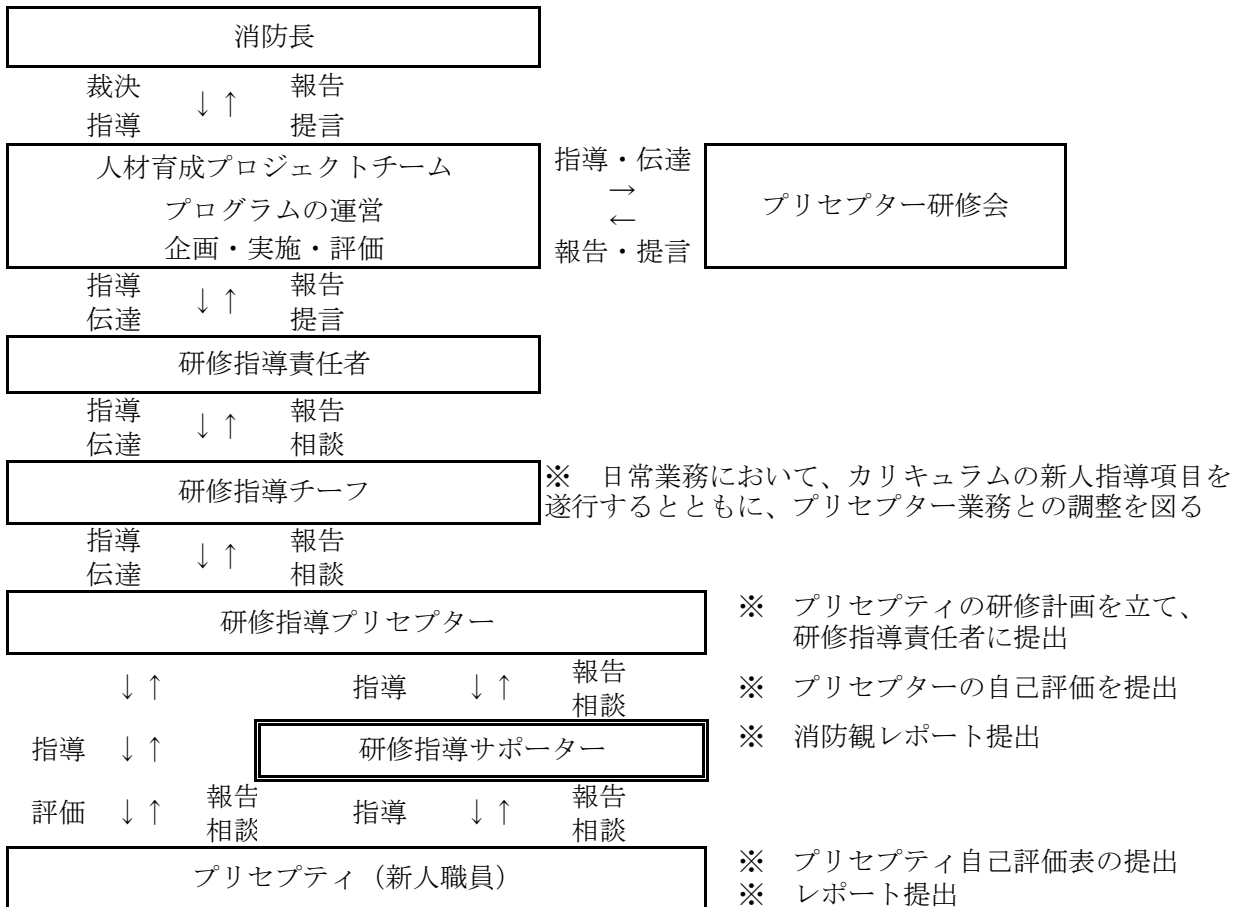 消防長
裁決 ↓↑ 報告
指導 提言
人材育成プロジェクトチーム
プログラムの運営
企画・実施・評価
指導・伝達
→
←
報告・提言
プリセプター研修会
指導 ↓↑ 報告
伝達 提言
研修指導責任者
指導 ↓↑ 報告
伝達 相談
研修指導チーフ
※ 日常業務において、カリキュラムの新人指導項目を
遂行するとともに、プリセプター業務との調整を図る
指導 ↓↑ 報告
伝達 相談
研修指導プリセプター
※ プリセプティの研修計画を立て、
研修指導責任者に提出
↓↑ 指導 ↓↑ 報告
相談
※ プリセプターの自己評価を提出
指導 ↓↑ 研修指導サポーター
※ 消防観レポート提出
評価 ↓↑ 報告 指導 ↓↑ 報告
相談 相談
プリセプティ（新人職員）
※ プリセプティ自己評価表の提出
※ レポート提出